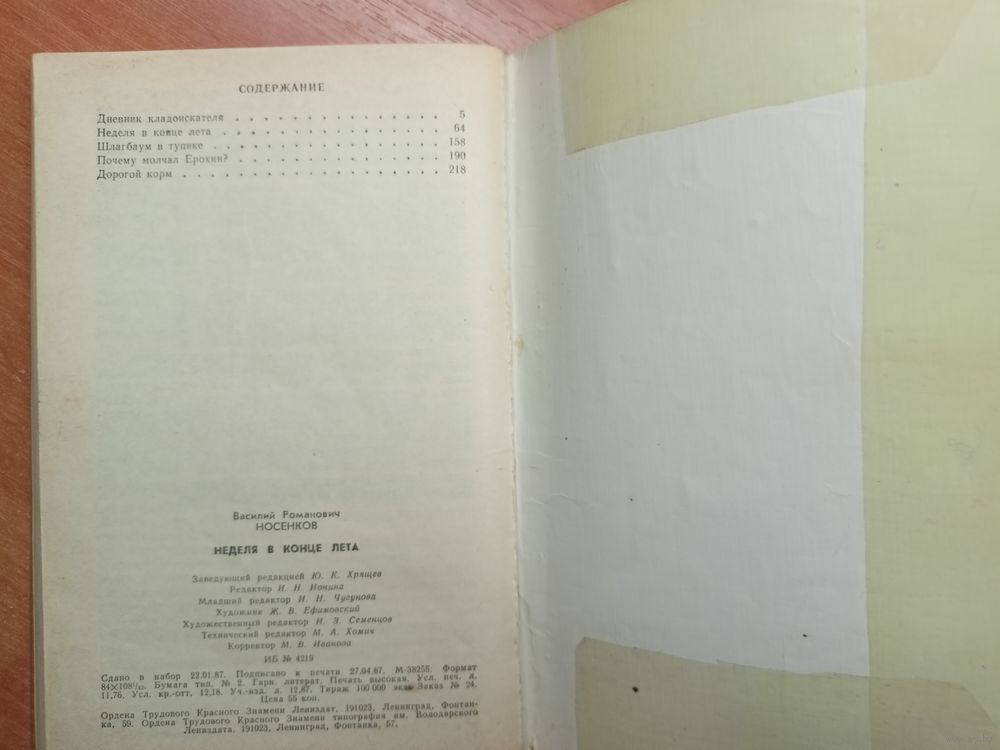 СОДЕРЖАНИЕ
Дневник кладоискателя . . . . . . . . . . . . . . 5
Неделя в конце лета . . . . . . . . . . . . . . 64
Шлагбаум в тупике . . . . . . . . . . . . . . 158
Почему молчал Ерохин? . . . . . . . . . . . . . 190
Дорогой корм . . . . . . . . . . . . . . . . . 218
Василий Романович
НОСЕНКОВ
НЕДЕЛЯ В КОНЦЕ ЛЕТА
Заведующий редакцией Ю. К. Хрящев
Редактор И. Н. Ионина
Младший редактор И. Н. Чугунова
Художник Ж. В. Ефимовский
Художественный редактор И. З. Семенцов
Технический редактор М. А. Хомич
Корректор М. В. Иванова
ИБ № 4219
Сдано в набор 22.01.87. Подписано к печати 27.04.87. М-38255. Формат
84×108¹/₃₂. Бумага тип. № 2. Гарн. литерат. Печать высокая. Усл. печ. л.
11,76. Усл. кр.-отт. 12,18. Уч.-изд. л. 12,87. Тираж 100 000 экз. Заказ № 24.
Цена 55 коп.
Ордена Трудового Красного Знамени Лениздат, 191023, Ленинград, Фонтан-
ка, 59. Ордена Трудового Красного Знамени типография им. Володарского
Лениздата, 191023, Ленинград, Фонтанка, 57.